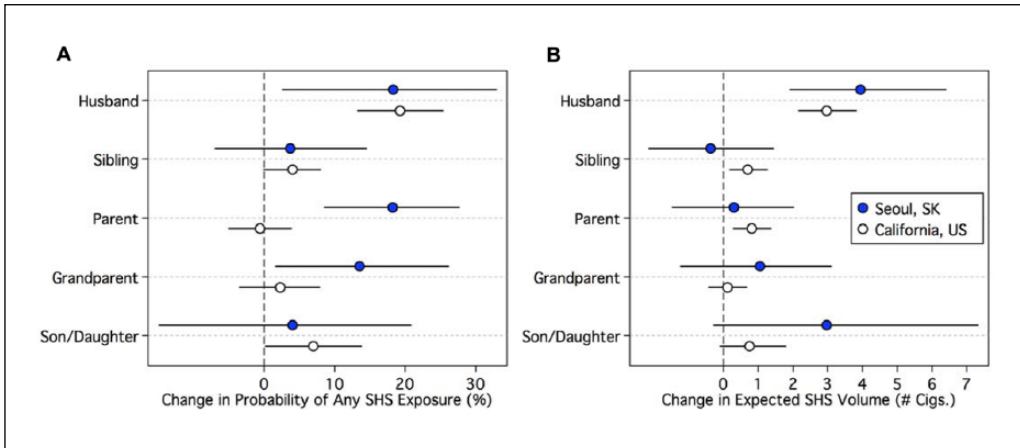 A
Husband
Sibling
Parent
Grandparent
Son/Daughter
0 10 20 30
Change in Probability of Any SHS Exposure (%)
B
Husband
Sibling
Parent
Grandparent
Son/Daughter
Seoul, SK
California, US
0 1 2 3 4 5 6 7
Change in Expected SHS Volume (# Cigs.)